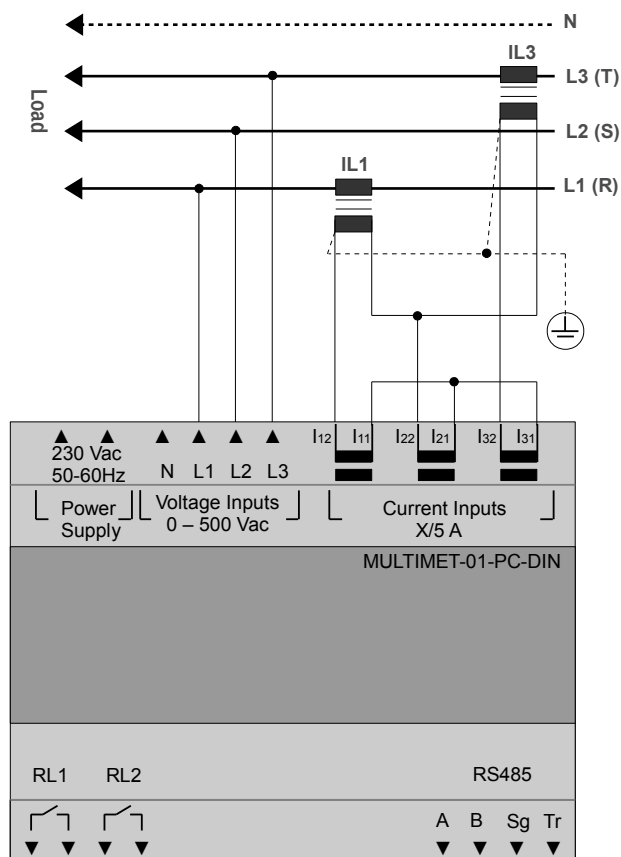 N
IL3
L3 (T)
Load
L2 (S)
IL1
L1 (R)
I12 I11 I22 I21 I32 I31
230 Vac
50-60Hz
N L1 L2 L3
Power
Supply
Voltage Inputs
0 – 500 Vac
Current Inputs
X/5 A
MULTIMET-01-PC-DIN
RL1 RL2 RS485
A B Sg Tr